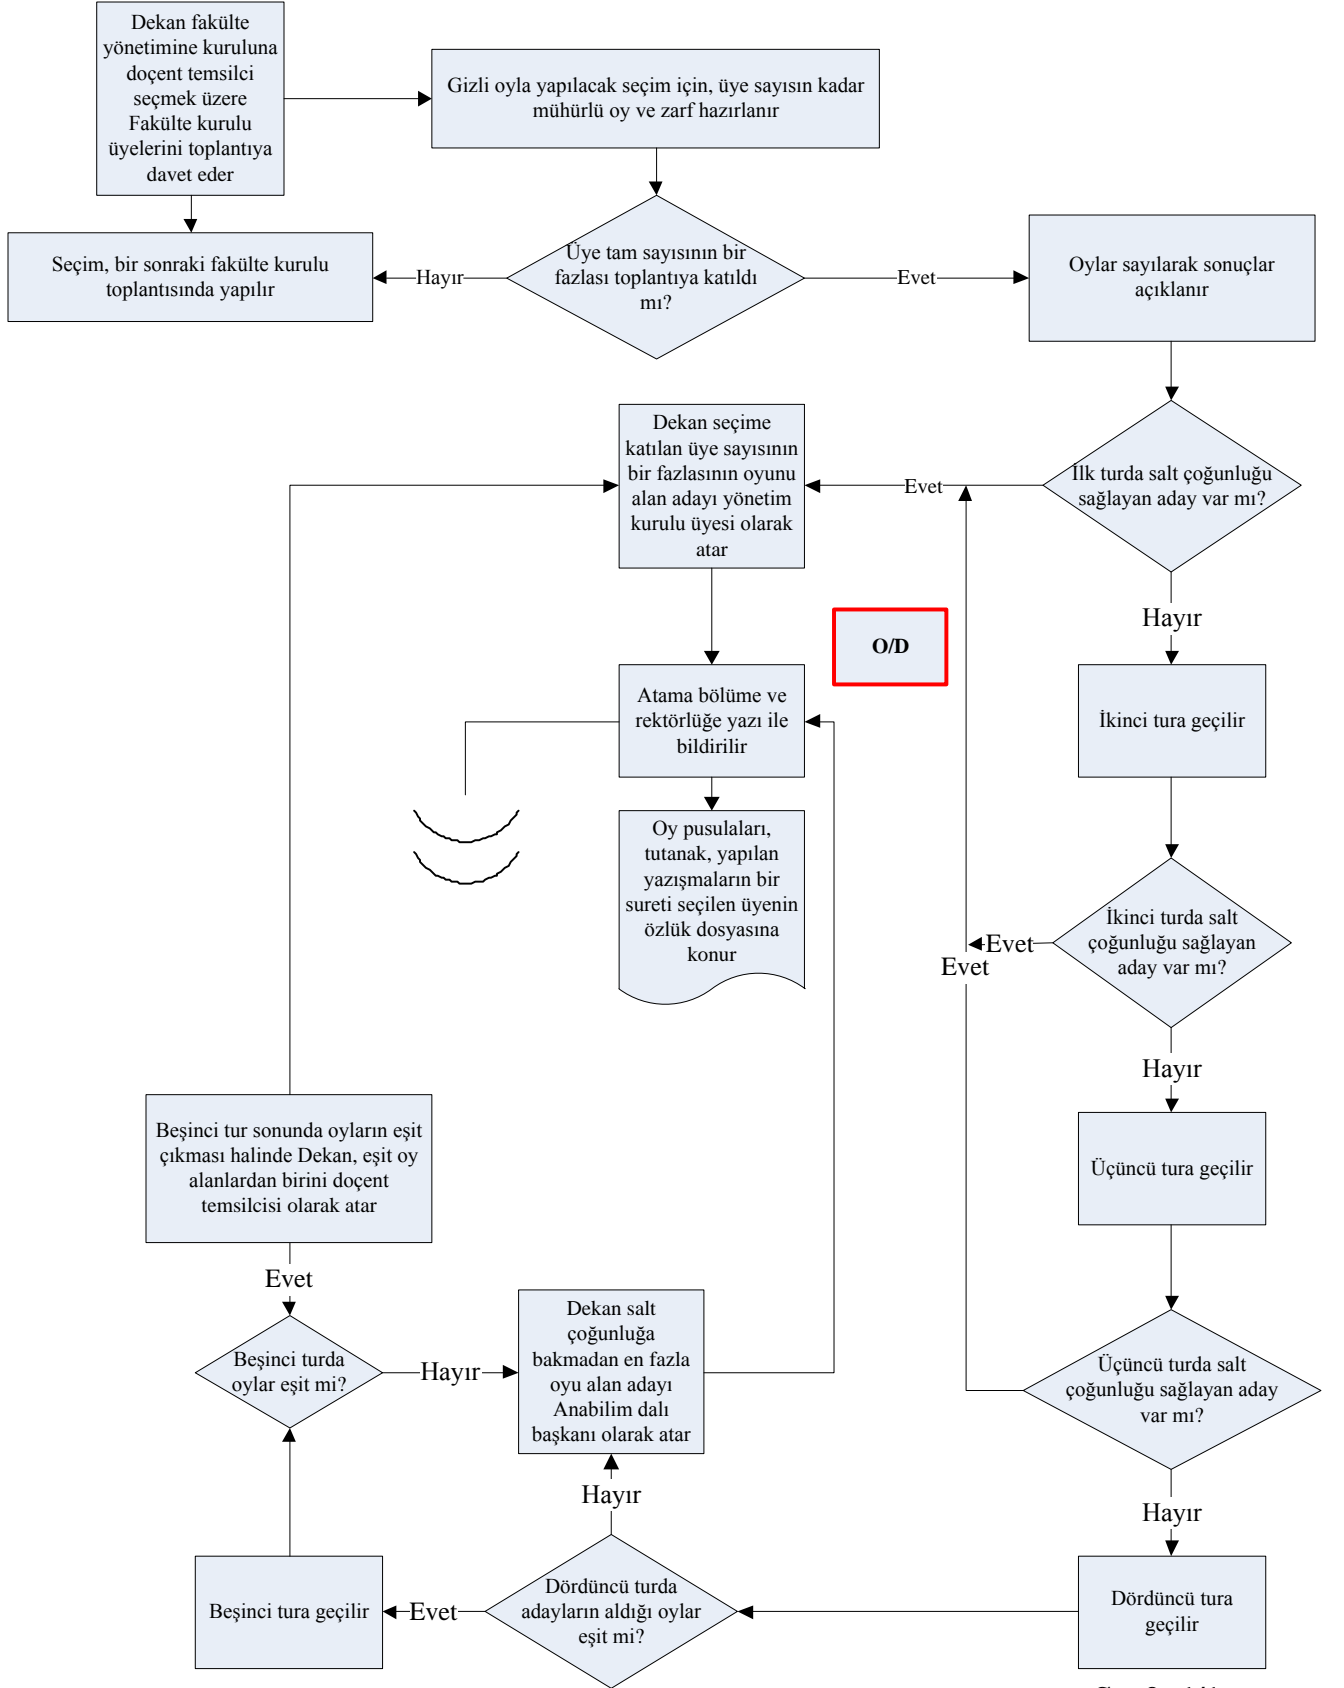 Dekan fakülte
yönetimine kuruluna
doçent temsilci
seçmek üzere
Fakülte kurulu
üyelerini toplantıya
davet eder
Gizli oyla yapılacak seçim için, üye sayısın kadar
mühürlü oy ve zarf hazırlanır
Seçim, bir sonraki fakülte kurulu
toplantısında yapılır
Hayır
Üye tam sayısının bir
fazlası toplantıya katıldı
mı?
Evet
Oylar sayılarak sonuçlar
açıklanır
Dekan seçime
katılan üye sayısının
bir fazlasının oyunu
alan adayı yönetim
kurulu üyesi olarak
atar
Evet
İlk turda salt çoğunluğu
sağlayan aday var mı?
Hayır
O/D
Atama bölüme ve
rektörlüğe yazı ile
bildirilir
İkinci tura geçilir
Oy pusulaları,
tutanak, yapılan
yazışmaların bir
sureti seçilen üyenin
özlük dosyasına
konur
İkinci turda salt
çoğunluğu sağlayan
aday var mı?
Evet
Evet
Hayır
Beşinci tur sonunda oyların eşit
çıkması halinde Dekan, eşit oy
alanlardan birini doçent
temsilcisi olarak atar
Üçüncü tura geçilir
Evet
Beşinci turda
oylar eşit mi?
Hayır
Dekan salt
çoğunluğa
bakmadan en fazla
oyu alan adayı
Anabilim dalı
başkanı olarak atar
Üçüncü turda salt
çoğunluğu sağlayan aday
var mı?
Hayır
Hayır
Beşinci tura geçilir
Evet
Dördüncü turda
adayların aldığı oylar
eşit mi?
Dördüncü tura
geçilir